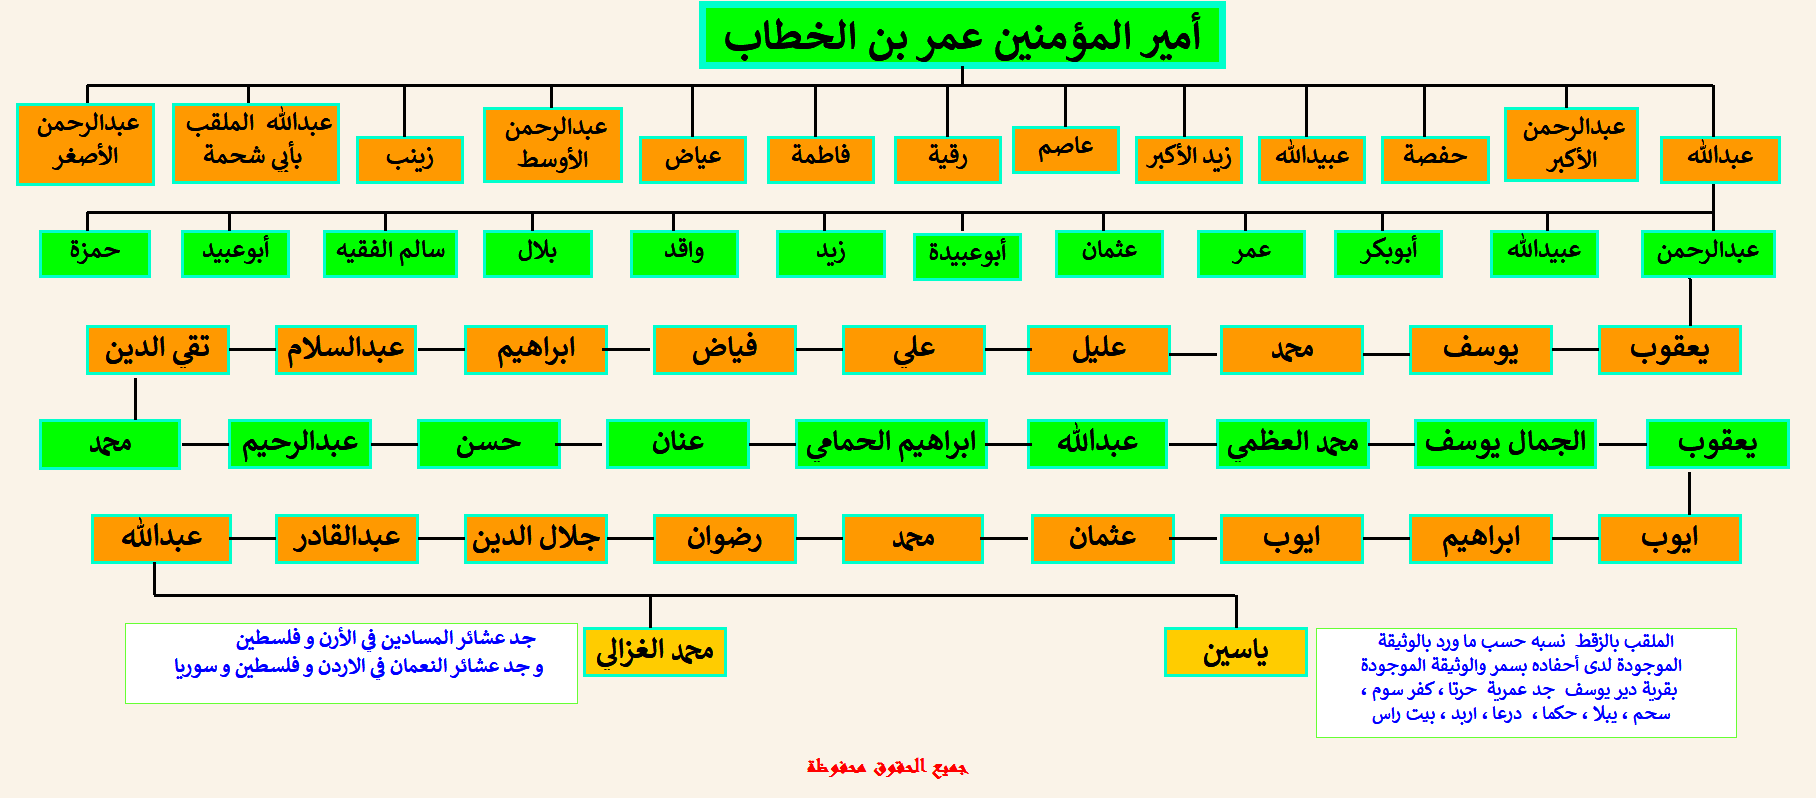 أمير المؤمنين عمر بن الخطاب
عبدالله
عبدالرحمن
الأكبر
حفصة
عبيدالله
زيد الأكبر
عاصم
رقية
فاطمة
عياض
عبدالرحمن
الأوسط
زينب
عبدالله الملقب
بأبي شحمة
عبدالرحمن
الأصغر
عبدالرحمن
عبيدالله
أبوبكر
عمر
عثمان
أبوعبيدة
زيد
واقد
بلال
سالم الفقيه
أبوعبيد
حمزة
يعقوب
يوسف
محمد
عليل
علي
فياض
ابراهيم
عبدالسلام
تقي الدين
يعقوب
الجمال يوسف
محمد العظمي
عبدالله
ابراهيم الحمامي
عنان
حسن
عبدالرحيم
محمد
ايوب
ابراهيم
ايوب
عثمان
محمد
رضوان
جلال الدين
عبدالقادر
عبدالله
الملقب بالزقط نسبه حسب ما ورد بالوثيقة
الموجودة لدى أحفاده بسمر والوثيقة الموجودة
بقرية دير يوسف جد عمرية حرتا ، كفر سوم ،
سحم ، يبلا ، حكما ، درعا ، اربد ، بيت راس
ياسين
محمد الغزالي
جد عشائر المسادين في الأرن و فلسطين
و جد عشائر النعمان في الاردن و فلسطين و سوريا
جميع الحقوق محفوظة